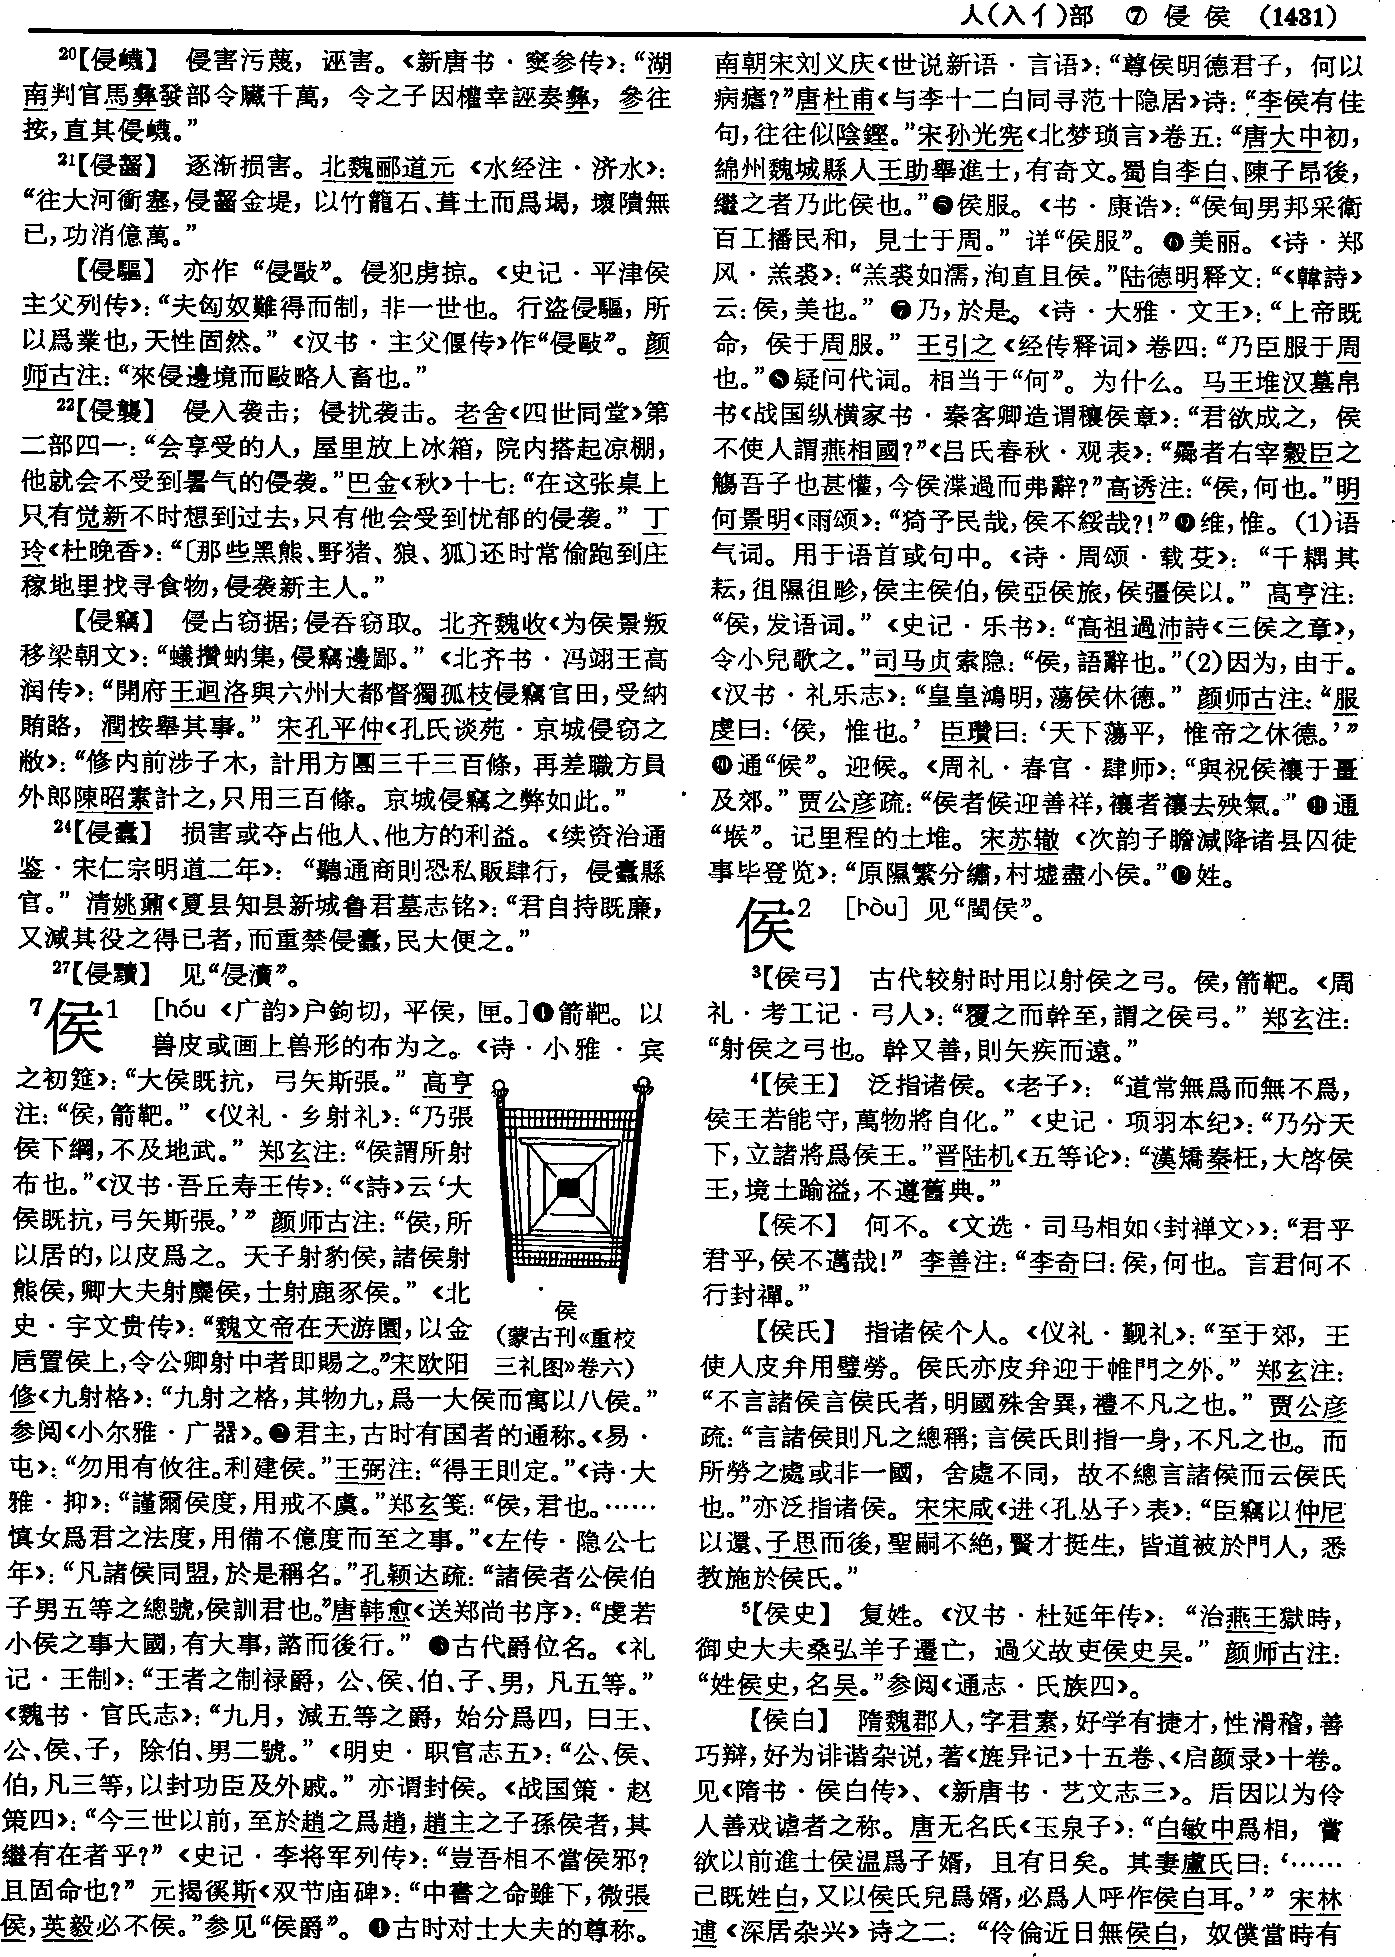 人(入亻)部 ⑦ 侵 侯 (1431)
20【侵衊】 侵害污蔑，诬害。《新唐书·窦参传》：“湖
南判官馬彝發部令臟千萬，令之子因權幸誣奏彝，參往
按，直其侵衊。”
21【侵齧】 逐渐损害。北魏郦道元《水经注·济水》：
“往大河衝塞，侵齧金堤，以竹籠石、葺土而爲堨，壞隤無
已，功消億萬。”
【侵驅】 亦作“侵敺”。侵犯虏掠。《史记·平津侯
主父列传》：“夫匈奴難得而制，非一世也。行盜侵驅，所
以爲業也，天性固然。”《汉书·主父偃传》作“侵敺”。颜
师古注：“來侵邊境而敺略人畜也。”
22【侵襲】 侵入袭击；侵扰袭击。老舍《四世同堂》第
二部四一：“会享受的人，屋里放上冰箱，院内搭起凉棚，
他就会不受到暑气的侵袭。”巴金《秋》十七：“在这张桌上
只有觉新不时想到过去，只有他会受到忧郁的侵袭。”丁
玲《杜晚香》：“〔那些黑熊、野猪、狼、狐〕还时常偷跑到庄
稼地里找寻食物，侵袭新主人。”
【侵竊】 侵占窃据；侵吞窃取。北齐魏收《为侯景叛
移梁朝文》：“蟻攢蚋集，侵竊邊鄙。”《北齐书·冯翊王高
润传》：“開府王迴洛與六州大都督獨孤枝侵竊官田，受納
賄賂，潤按舉其事。”宋孔平仲《孔氏谈苑·京城侵窃之
敝》：“修内前涉子木，計用方團三千三百條，再差職方員
外郎陳昭素計之，只用三百條。京城侵竊之弊如此。”
24【侵蠹】 损害或夺占他人、他方的利益。《续资治通
鉴·宋仁宗明道二年》：“聽通商則恐私販肆行，侵蠹縣
官。”清姚鼐《夏县知县新城鲁君墓志铭》：“君自持既廉，
又減其役之得已者，而重禁侵蠹，民大便之。”
27【侵黷】 见“侵瀆”。
7侯1 [hóu《广韵》户鉤切，平侯，匣。]❶箭靶。以
兽皮或画上兽形的布为之。《诗·小雅·宾
之初筵》：“大侯既抗，弓矢斯張。”高亨
注：“侯，箭靶。”《仪礼·乡射礼》：“乃張
侯下綱，不及地武。”郑玄注：“侯謂所射
布也。”《汉书·吾丘寿王传》：“《詩》云‘大
侯既抗，弓矢斯張。’”颜师古注：“侯，所
以居的，以皮爲之。天子射豹侯，諸侯射
熊侯，卿大夫射麋侯，士射鹿豕侯。”《北
史·宇文贵传》：“魏文帝在天游園，以金
卮置侯上，令公卿射中者即賜之。”宋欧阳
侯
（蒙古刊《重校
三礼图》卷六）
修《九射格》：“九射之格，其物九，爲一大侯而寓以八侯。”
参阅《小尔雅·广器》。❷君主，古时有国者的通称。《易·
屯》：“勿用有攸往。利建侯。”王弼注：“得王則定。”《诗·大
雅·抑》：“謹爾侯度，用戒不虞。”郑玄笺：“侯，君也。……
慎女爲君之法度，用備不億度而至之事。”《左传·隐公七
年》：“凡諸侯同盟，於是稱名。”孔颖达疏：“諸侯者公侯伯
子男五等之總號，侯訓君也。”唐韩愈《送郑尚书序》：“虔若
小侯之事大國，有大事，諮而後行。”❸古代爵位名。《礼
记·王制》：“王者之制禄爵，公、侯、伯、子、男，凡五等。”
《魏书·官氏志》：“九月，減五等之爵，始分爲四，曰王、
公、侯、子，除伯、男二號。”《明史·职官志五》：“公、侯、
伯，凡三等，以封功臣及外戚。”亦谓封侯。《战国策·赵
策四》：“今三世以前，至於趙之爲趙，趙主之子孫侯者，其
繼有在者乎？”《史记·李将军列传》：“豈吾相不當侯邪？
且固命也？”元揭傒斯《双节庙碑》：“中書之命雖下，微張
侯，英毅必不侯。”参见“侯爵”。❹古时对士大夫的尊称。
南朝宋刘义庆《世说新语·言语》：“尊侯明德君子，何以
病瘧？”唐杜甫《与李十二白同寻范十隐居》诗：“李侯有佳
句，往往似陰鏗。”宋孙光宪《北梦琐言》卷五：“唐大中初，
綿州魏城縣人王助舉進士，有奇文。蜀自李白、陳子昂後，
繼之者乃此侯也。”❺侯服。《书·康诰》：“侯甸男邦采衛
百工播民和，見士于周。”详“侯服”。❻美丽。《诗·郑
风·羔裘》：“羔裘如濡，洵直且侯。”陆德明释文：“《韓詩》
云：侯，美也。”❼乃，於是。《诗·大雅·文王》：“上帝既
命，侯于周服。”王引之《经传释词》卷四：“乃臣服于周
也。”❽疑问代词。相当于“何”。为什么。马王堆汉墓帛
书《战国纵横家书·秦客卿造谓穰侯章》：“君欲成之，侯
不使人謂燕相國？”《吕氏春秋·观表》：“曏者右宰穀臣之
觴吾子也甚懽，今侯渫過而弗辭？”高诱注：“侯，何也。”明
何景明《雨颂》：“猗予民哉，侯不綏哉？！”❾维，惟。(1)语
气词。用于语首或句中。《诗·周颂·载芟》：“千耦其
耘，徂隰徂畛，侯主侯伯，侯亞侯旅，侯彊侯以。”高亨注：
“侯，发语词。”《史记·乐书》：“高祖過沛詩《三侯之章》，
令小兒歌之。”司马贞索隐：“侯，語辭也。”(2)因为，由于。
《汉书·礼乐志》：“皇皇鴻明，蕩侯休德。”颜师古注：“服
虔曰：‘侯，惟也。’臣瓚曰：‘天下蕩平，惟帝之休德。’”
❿通“候”。迎候。《周礼·春官·肆师》：“與祝侯禳于畺
及郊。”贾公彦疏：“侯者候迎善祥，禳者禳去殃氣。”⓫通
“堠”。记里程的土堆。宋苏辙《次韵子瞻減降诸县囚徒
事毕登览》：“原隰繁分繡，村墟盡小侯。”⓬姓。
侯2 [hòu] 见“閩侯”。
3【侯弓】 古代较射时用以射侯之弓。侯，箭靶。《周
礼·考工记·弓人》：“覆之而幹至，謂之侯弓。”郑玄注：
“射侯之弓也。幹又善，則矢疾而遠。”
4【侯王】 泛指诸侯。《老子》：“道常無爲而無不爲，
侯王若能守，萬物將自化。”《史记·项羽本纪》：“乃分天
下，立諸將爲侯王。”晋陆机《五等论》：“漢矯秦枉，大啓侯
王，境土踰溢，不遵舊典。”
【侯不】 何不。《文选·司马相如〈封禅文〉》：“君乎
君乎，侯不邁哉！”李善注：“李奇曰：侯，何也。言君何不
行封禪。”
【侯氏】 指诸侯个人。《仪礼·觐礼》：“至于郊，王
使人皮弁用璧勞。侯氏亦皮弁迎于帷門之外。”郑玄注：
“不言諸侯言侯氏者，明國殊舍異，禮不凡之也。”贾公彦
疏：“言諸侯則凡之總稱；言侯氏則指一身，不凡之也。而
所勞之處或非一國，舍處不同，故不總言諸侯而云侯氏
也。”亦泛指诸侯。宋宋咸《进〈孔丛子〉表》：“臣竊以仲尼
以還、子思而後，聖嗣不絶，賢才挺生，皆道被於門人，悉
教施於侯氏。”
5【侯史】 复姓。《汉书·杜延年传》：“治燕王獄時，
御史大夫桑弘羊子遷亡，過父故吏侯史吴。”颜师古注：
“姓侯史，名吴。”参阅《通志·氏族四》。
【侯白】 隋魏郡人，字君素，好学有捷才，性滑稽，善
巧辩，好为诽谐杂说，著《旌异记》十五卷、《启颜录》十卷。
见《隋书·侯白传》、《新唐书·艺文志三》。后因以为伶
人善戏谑者之称。唐无名氏《玉泉子》：“白敏中爲相，嘗
欲以前進士侯温爲子婿，且有日矣。其妻盧氏曰：‘……
己既姓白，又以侯氏兒爲婿，必爲人呼作侯白耳。’”宋林
逋《深居杂兴》诗之二：“伶倫近日無侯白，奴僕當時有